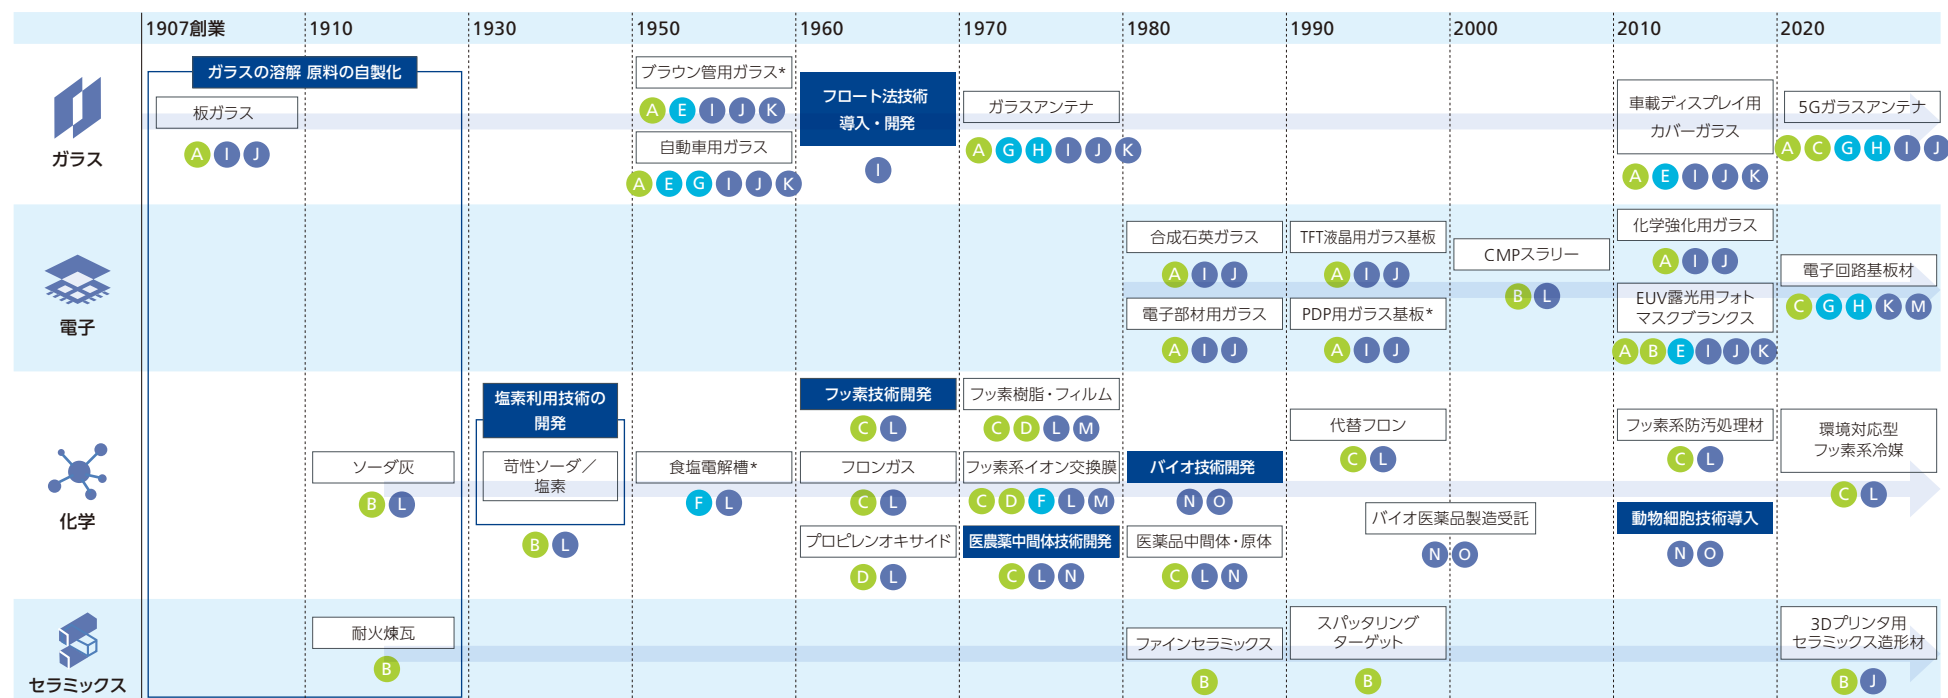 1907創業
1910
1930
1950
1960
1970
1980
1990
2000
2010
2020
ガラス
ガラスの溶解 原料の自製化
板ガラス
A I J
ブラウン管用ガラス*
A E I J K
自動車用ガラス
A E G I J K
フロート法技術
導入・開発
I
ガラスアンテナ
A G H I J K
車載ディスプレイ用
カバーガラス
A E I J K
5Gガラスアンテナ
A C G H I J
電子
合成石英ガラス
A I J
電子部材用ガラス
A I J
TFT液晶用ガラス基板
A I J
PDP用ガラス基板*
A I J
CMPスラリー
B L
化学強化用ガラス
A I J
EUV露光用フォト
マスクブランクス
A B E I J K
電子回路基板材
C G H K M
化学
ソーダ灰
B L
塩素利用技術の
開発
苛性ソーダ／
塩素
B L
食塩電解槽*
F L
フッ素技術開発
C L
フロンガス
C L
プロピレンオキサイド
D L
フッ素樹脂・フィルム
C D L M
フッ素系イオン交換膜
C D F L M
医農薬中間体技術開発
C L N
バイオ技術開発
N O
医薬品中間体・原体
C L N
代替フロン
C L
バイオ医薬品製造受託
N O
フッ素系防汚処理材
C L
動物細胞技術導入
N O
環境対応型
フッ素系冷媒
C L
セラミックス
耐火煉瓦
B
ファインセラミックス
B
スパッタリング
ターゲット
B
3Dプリンタ用
セラミックス造形材
B J